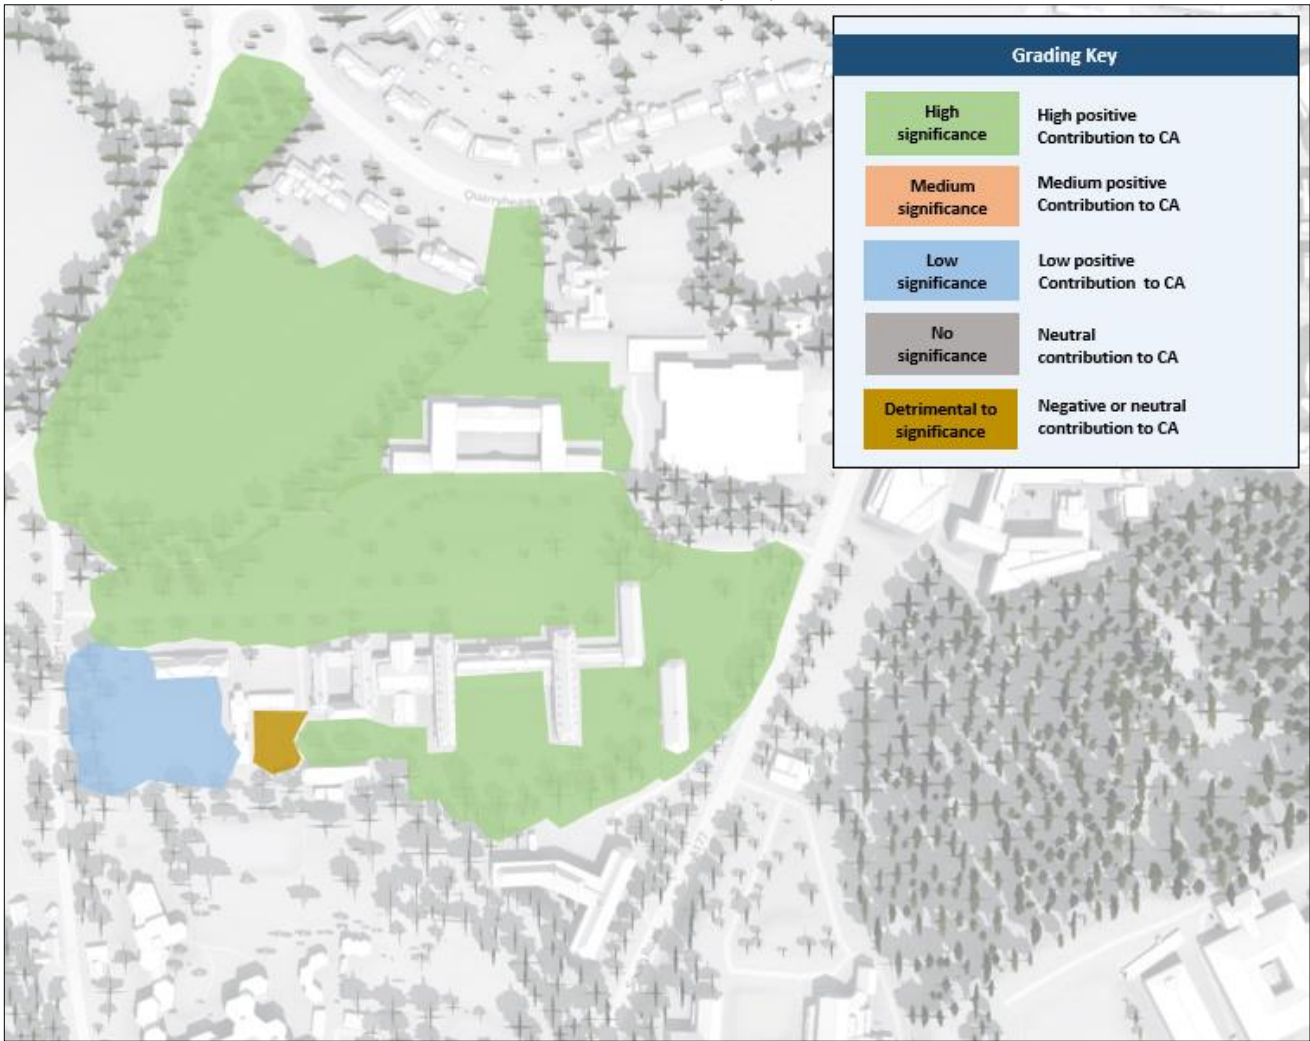 Grading Key
High
significance
High positive
Contribution to CA
Medium
significance
Medium positive
Contribution to CA
Low
significance
Low positive
Contribution to CA
No
significance
Neutral
contribution to CA
Detrimental to
significance
Negative or neutral
contribution to CA